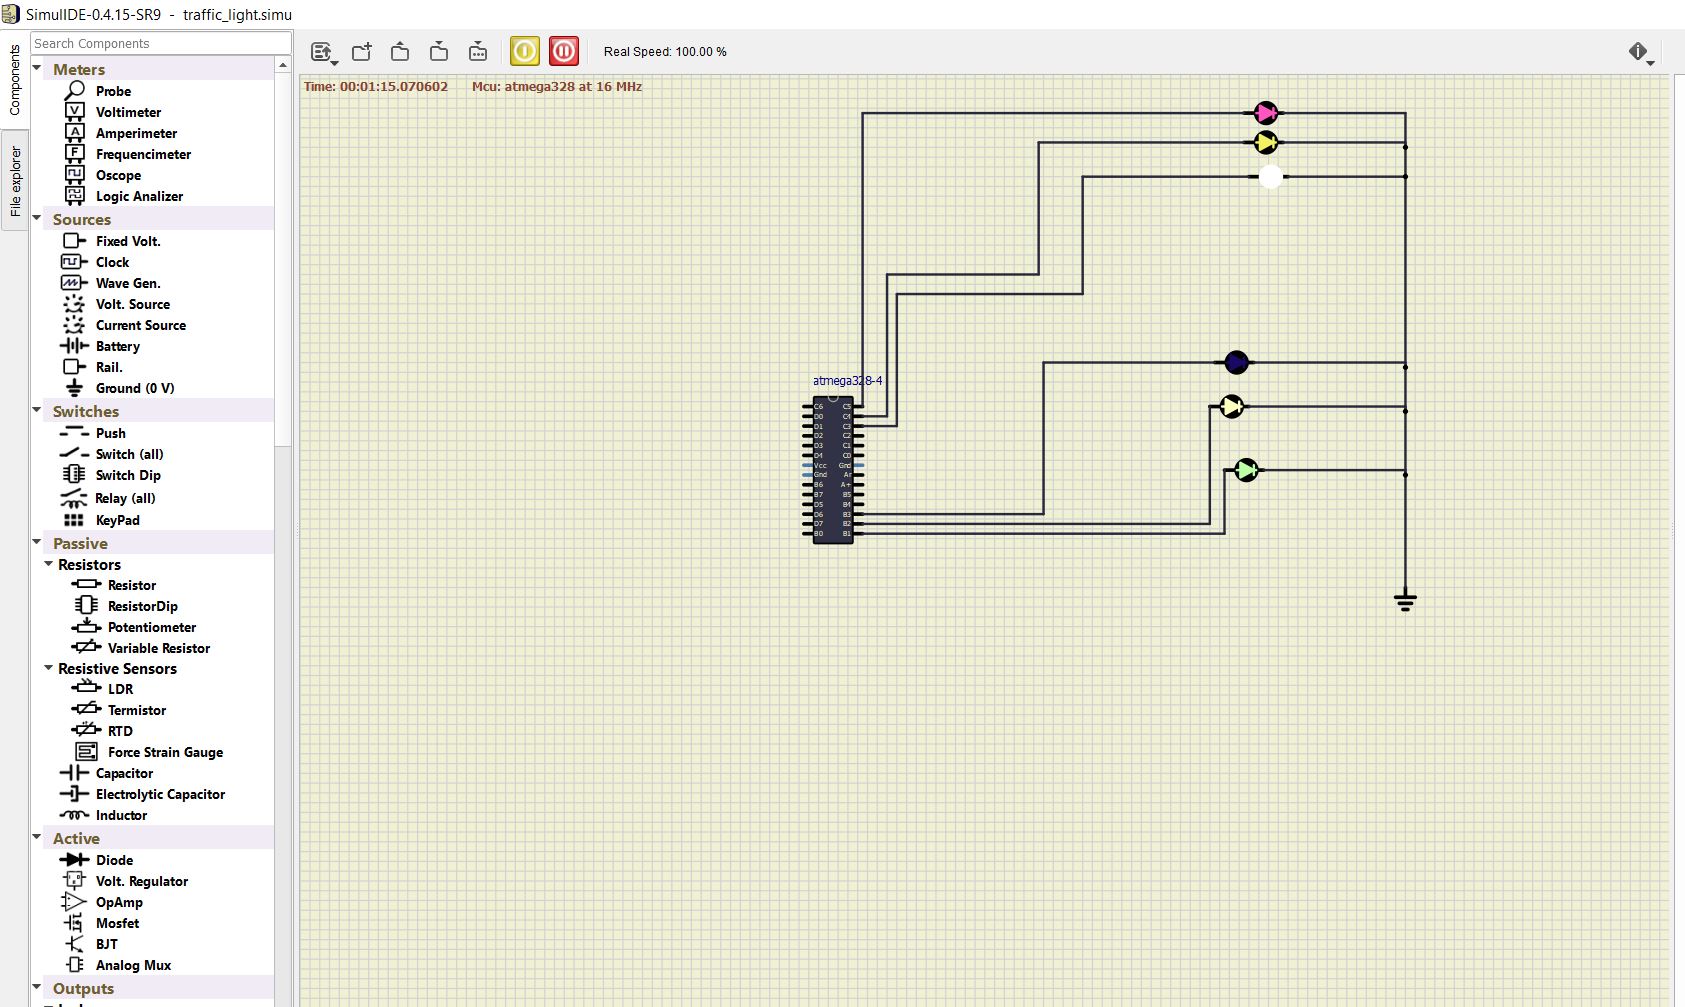 SimulIDE-0.4.15-SR9 - traffic_light.simu
Components
File explorer
Search Components
Meters
Probe
Voltimeter
Amperimeter
Frequencimeter
Oscope
Logic Analizer
Sources
Fixed Volt.
Clock
Wave Gen.
Volt. Source
Current Source
Battery
Rail.
Ground (0 V)
Switches
Push
Switch (all)
Switch Dip
Relay (all)
KeyPad
Passive
Resistors
Resistor
ResistorDip
Potentiometer
Variable Resistor
Resistive Sensors
LDR
Termistor
RTD
Force Strain Gauge
Capacitor
Electrolytic Capacitor
Inductor
Active
Diode
Volt. Regulator
OpAmp
Mosfet
BJT
Analog Mux
Outputs
Real Speed: 100.00 %
Time: 00:01:15.070602 Mcu: atmega328 at 16 MHz
atmega328-4
C6 C5
D0 C4
D1 C3
D2 C2
D3 C1
D4 C0
Vcc Gnd
Gnd Ar
B6 A+
B7 B5
D5 B4
D6 B3
D7 B2
B0 B1